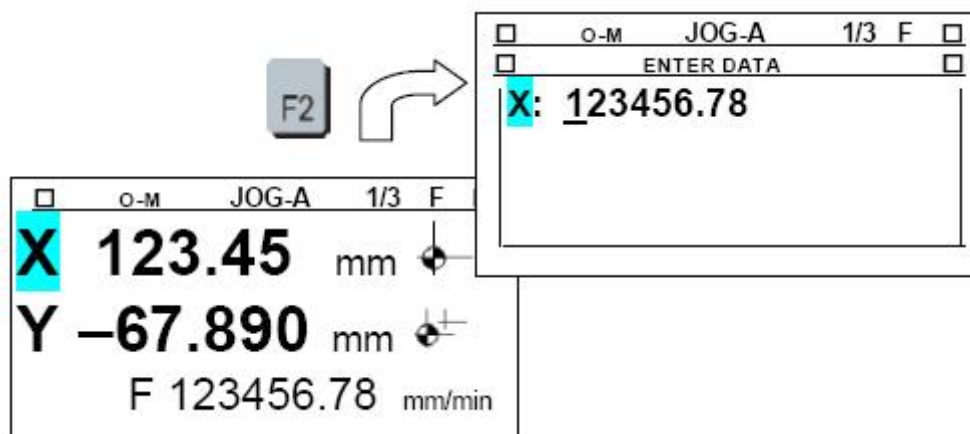 O-M JOG-A 1/3 F
ENTER DATA
X: 123456.78
F2
O-M JOG-A 1/3 F
X 123.45 mm
Y –67.890 mm
F 123456.78 mm/min